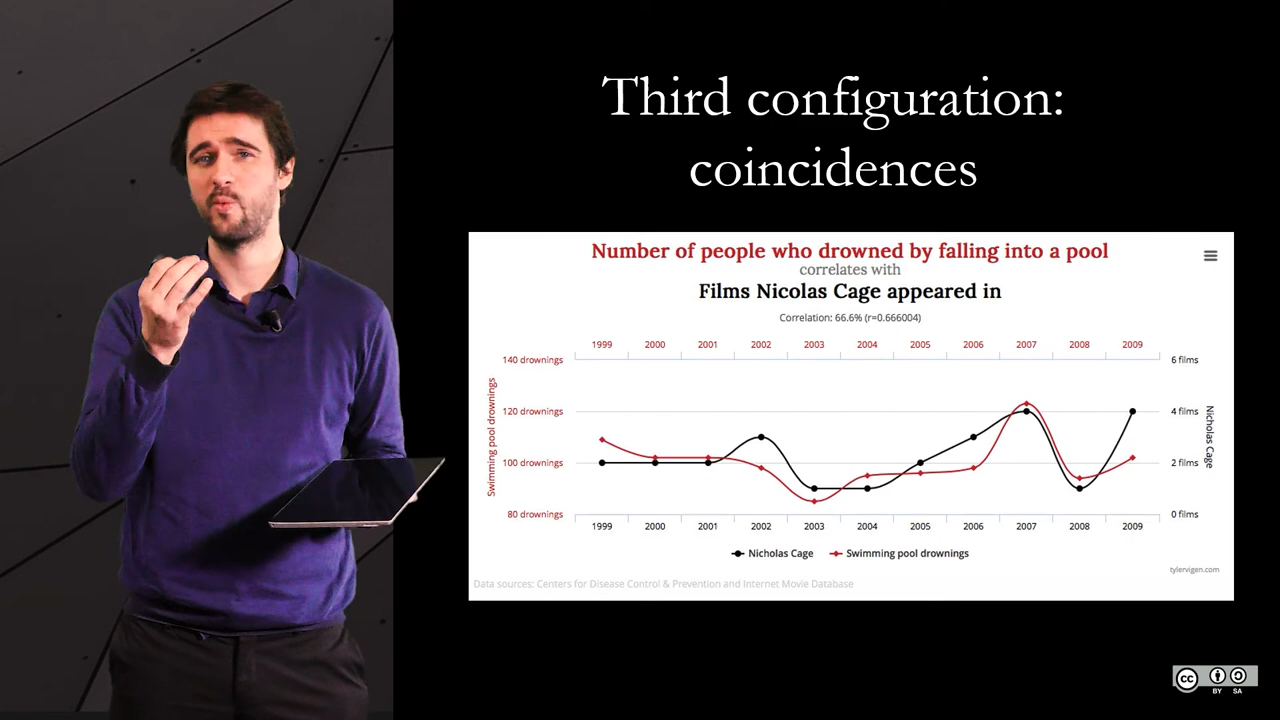 Third configuration:
coincidences
Number of people who drowned by falling into a pool
correlates with
Films Nicolas Cage appeared in
Correlation: 66.6% (r=0.666004)
1999 2000 2001 2002 2003 2004 2005 2006 2007 2008 2009
140 drownings 6 films
120 drownings 4 films
100 drownings 2 films
80 drownings 0 films
Swimming pool drownings
Nicholas Cage
1999 2000 2001 2002 2003 2004 2005 2006 2007 2008 2009
Nicholas Cage Swimming pool drownings
tylervigen.com
Data sources: Centers for Disease Control & Prevention and Internet Movie Database
cc
BY SA